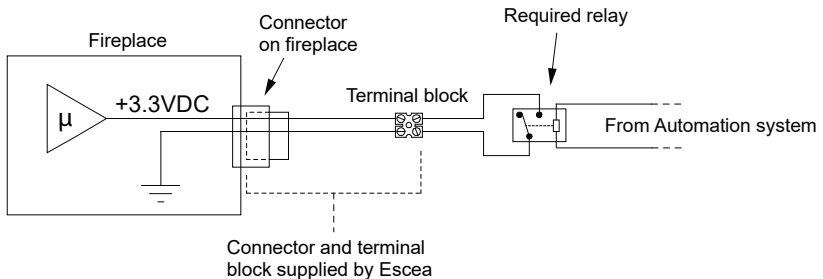 Required relay
Connector
on fireplace
Fireplace
+3.3VDC
µ
Terminal block
From Automation system
Connector and terminal
block supplied by Escea